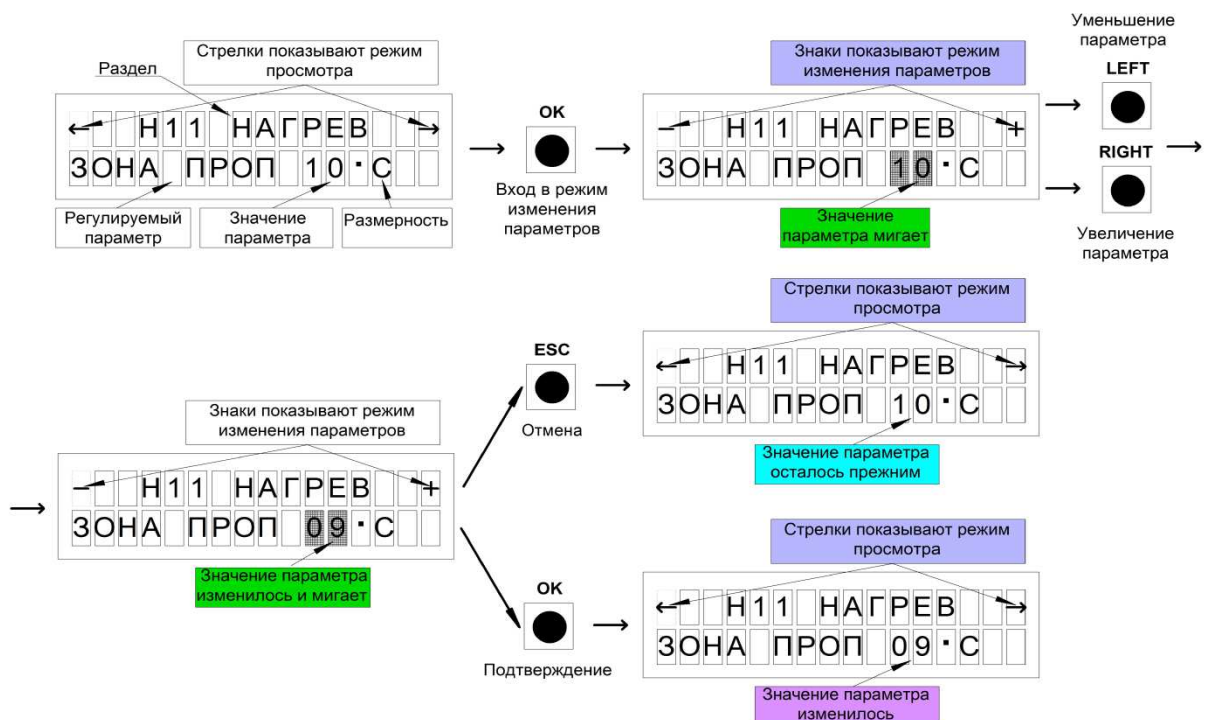 Стрелки показывают режим
просмотра
Раздел
← Н11 НАГРЕВ →
ЗОНА ПРОП 10·С
Регулируемый
параметр
Значение
параметра
Размерность
OK
Вход в режим
изменения
параметров
Знаки показывают режим
изменения параметров
− Н11 НАГРЕВ +
ЗОНА ПРОП 10·С
Значение
параметра мигает
Уменьшение
параметра
LEFT
RIGHT
Увеличение
параметра
Знаки показывают режим
изменения параметров
− Н11 НАГРЕВ +
ЗОНА ПРОП 09·С
Значение параметра
изменилось и мигает
ESC
Отмена
Стрелки показывают режим
просмотра
← Н11 НАГРЕВ →
ЗОНА ПРОП 10·С
Значение параметра
осталось прежним
OK
Подтверждение
Стрелки показывают режим
просмотра
← Н11 НАГРЕВ →
ЗОНА ПРОП 09·С
Значение параметра
изменилось